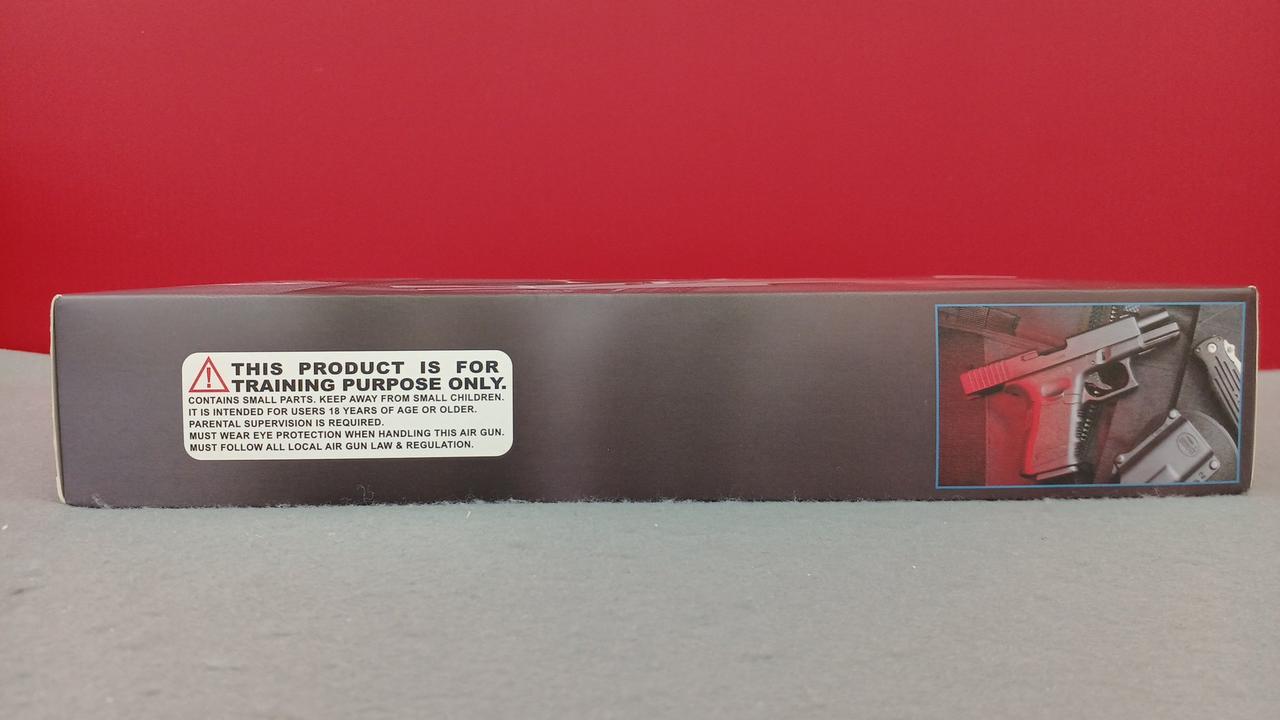 THIS PRODUCT IS FOR
TRAINING PURPOSE ONLY.
CONTAINS SMALL PARTS. KEEP AWAY FROM SMALL CHILDREN.
IT IS INTENDED FOR USERS 18 YEARS OF AGE OR OLDER.
PARENTAL SUPERVISION IS REQUIRED.
MUST WEAR EYE PROTECTION WHEN HANDLING THIS AIR GUN.
MUST FOLLOW ALL LOCAL AIR GUN LAW & REGULATION.